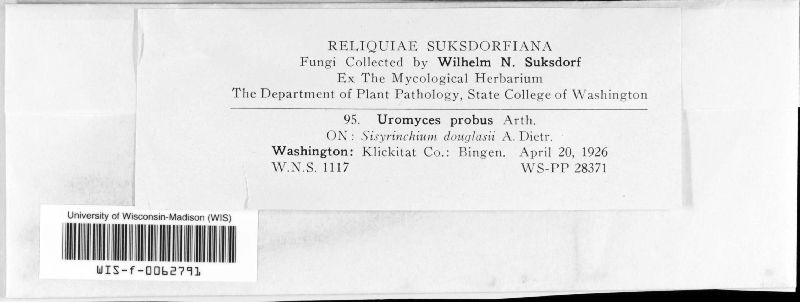 RELIQUIAE SUKSDORFIANA
Fungi Collected by Wilhelm N. Suksdorf
Ex The Mycological Herbarium
The Department of Plant Pathology, State College of Washington
95. Uromyces probus Arth.
ON: Sisyrinchium douglasii A. Dietr.
Washington: Klickitat Co.: Bingen. April 20, 1926
W.N.S. 1117 WS-PP 28371
University of Wisconsin-Madison (WIS)
WIS-f-0062791